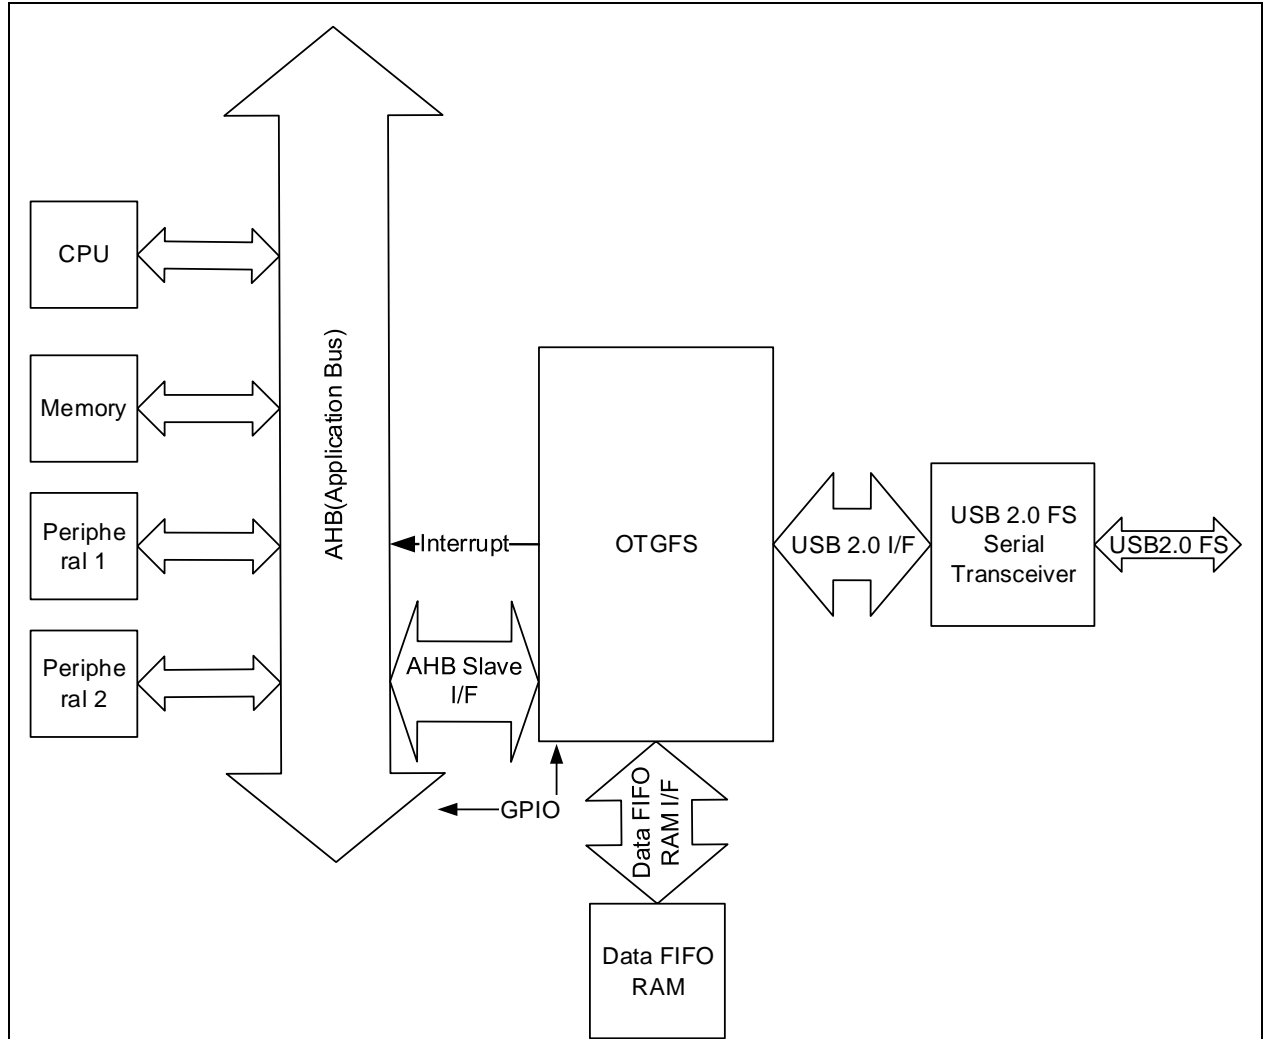 CPU
Memory
Periphe
ral 1
Periphe
ral 2
AHB(Application Bus)
Interrupt
AHB Slave
I/F
GPIO
OTGFS
Data FIFO
RAM I/F
Data FIFO
RAM
USB 2.0 I/F
USB 2.0 FS
Serial
Transceiver
USB2.0 FS